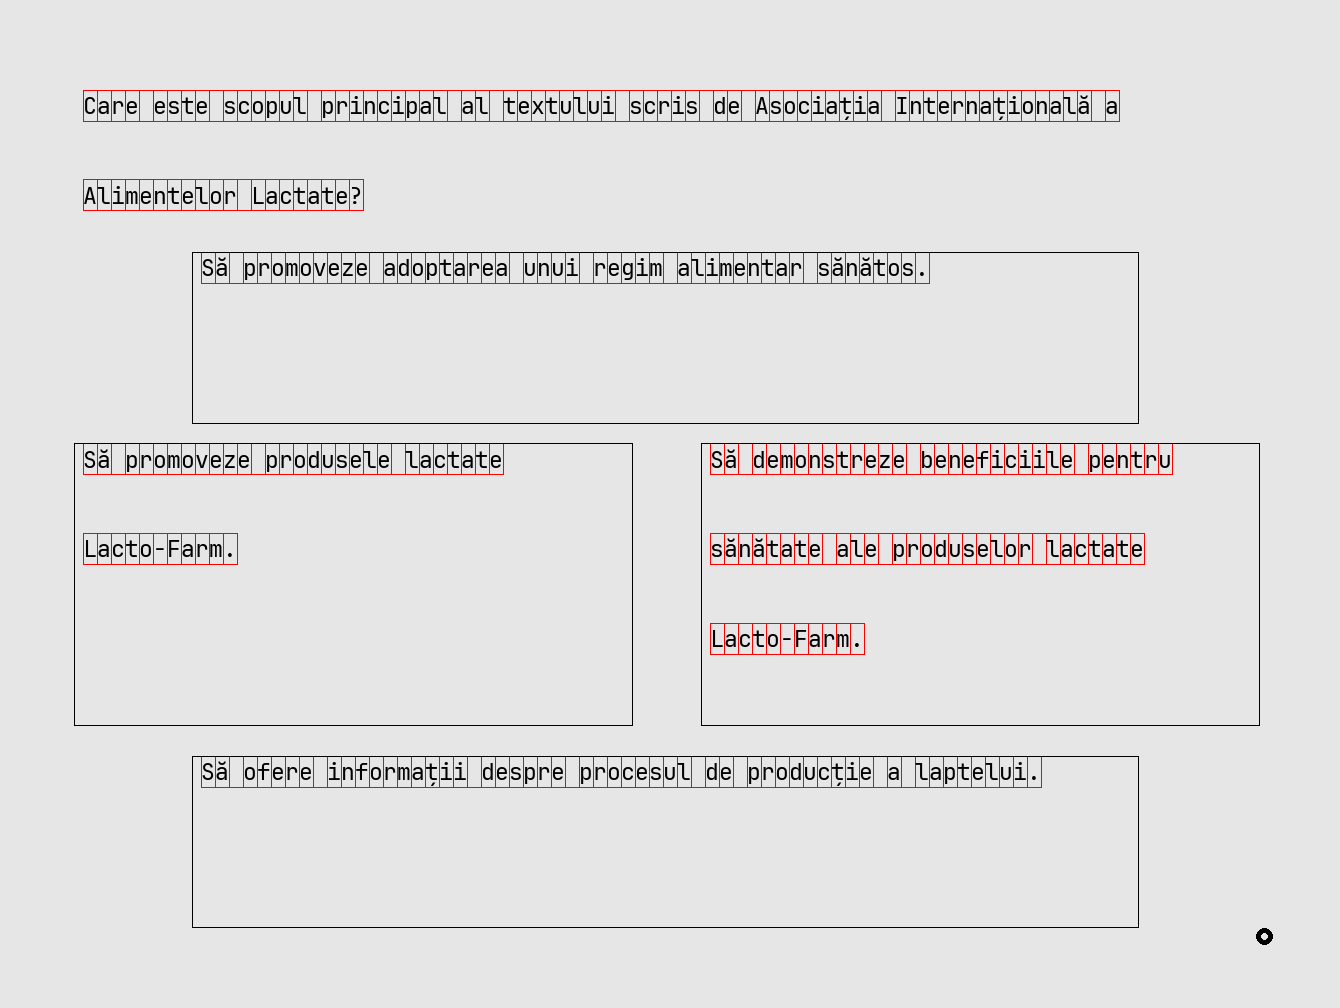 Care este scopul principal al textului scris de Asociația Internațională a
Alimentelor Lactate?
Să promoveze adoptarea unui regim alimentar sănătos.
Să promoveze produsele lactate
Lacto-Farm.
Să demonstreze beneficiile pentru
sănătate ale produselor lactate
Lacto-Farm.
Să ofere informații despre procesul de producție a laptelui.